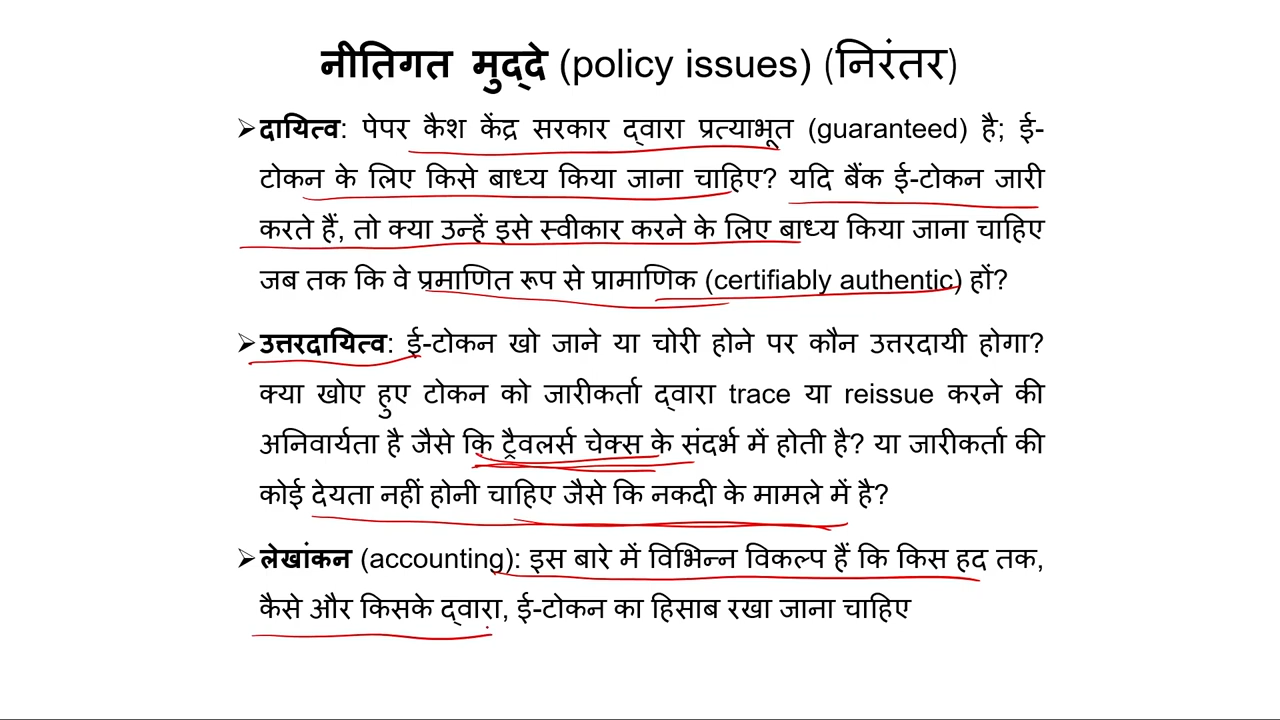 नीतिगत मुद्दे (policy issues) (निरंतर)
➢दायित्व: पेपर कैश केंद्र सरकार द्वारा प्रत्याभूत (guaranteed) है; ई-
टोकन के लिए किसे बाध्य किया जाना चाहिए? यदि बैंक ई-टोकन जारी
करते हैं, तो क्या उन्हें इसे स्वीकार करने के लिए बाध्य किया जाना चाहिए
जब तक कि वे प्रमाणित रूप से प्रामाणिक (certifiably authentic) हों?
➢उत्तरदायित्व: ई-टोकन खो जाने या चोरी होने पर कौन उत्तरदायी होगा?
क्या खोए हुए टोकन को जारीकर्ता द्वारा trace या reissue करने की
अनिवार्यता है जैसे कि ट्रैवलर्स चेक्स के संदर्भ में होती है? या जारीकर्ता की
कोई देयता नहीं होनी चाहिए जैसे कि नकदी के मामले में है?
➢लेखांकन (accounting): इस बारे में विभिन्न विकल्प हैं कि किस हद तक,
कैसे और किसके द्वारा, ई-टोकन का हिसाब रखा जाना चाहिए